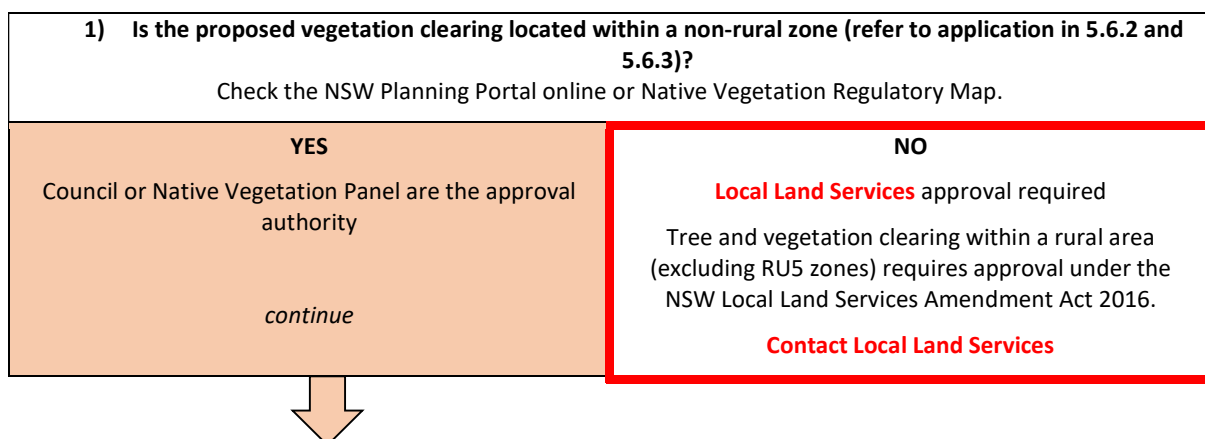 1) Is the proposed vegetation clearing located within a non-rural zone (refer to application in 5.6.2 and
5.6.3)?
Check the NSW Planning Portal online or Native Vegetation Regulatory Map.
YES
Council or Native Vegetation Panel are the approval
authority
continue
NO
Local Land Services approval required
Tree and vegetation clearing within a rural area
(excluding RU5 zones) requires approval under the
NSW Local Land Services Amendment Act 2016.
Contact Local Land Services